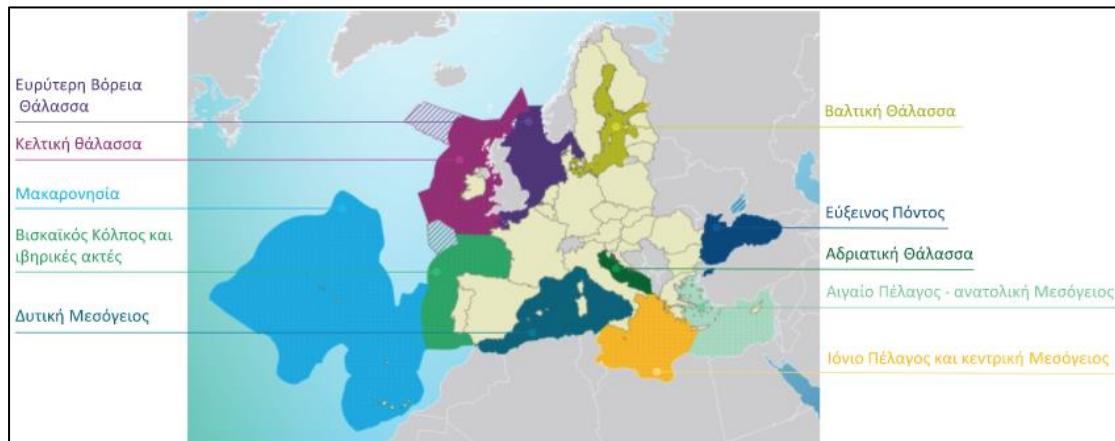 Ευρύτερη Βόρεια
Θάλασσα
Κελτική θάλασσα
Μακαρονησία
Βισκαϊκός Κόλπος και
ιβηρικές ακτές
Δυτική Μεσόγειος
Βαλτική Θάλασσα
Εύξεινος Πόντος
Αδριατική Θάλασσα
Αιγαίο Πέλαγος - ανατολική Μεσόγειος
Ιόνιο Πέλαγος και κεντρική Μεσόγειος